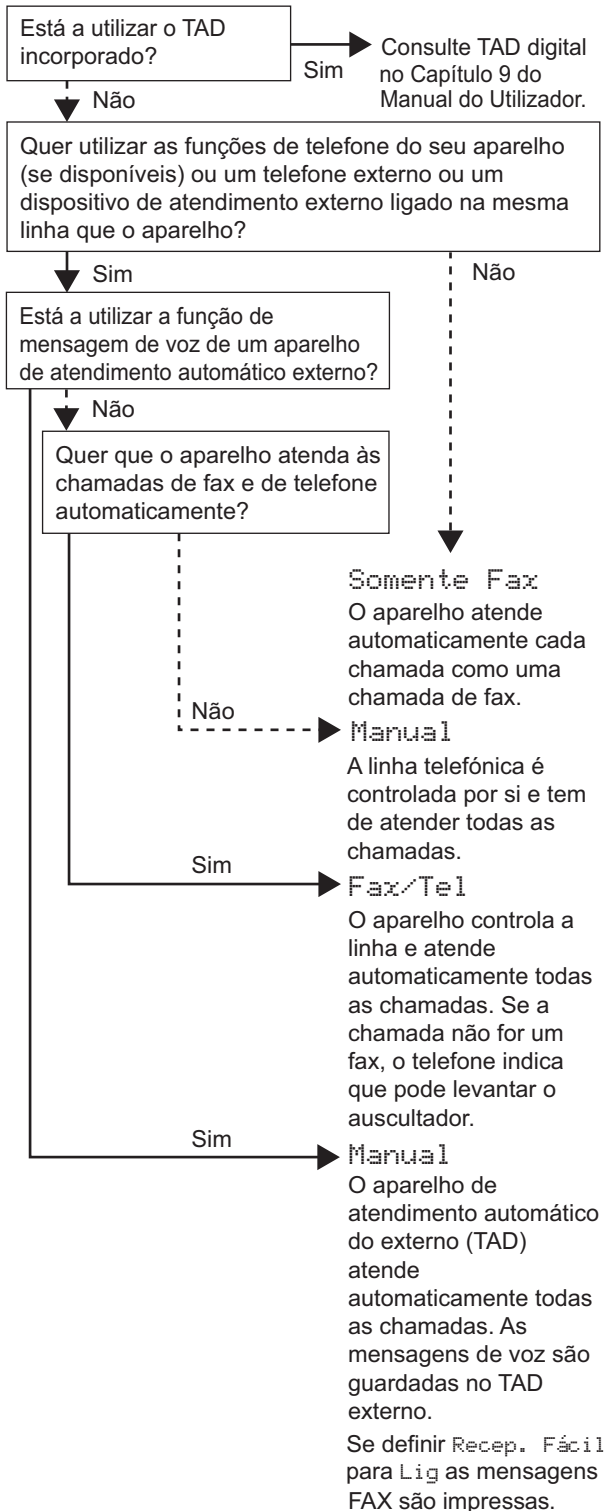 Está a utilizar o TAD
incorporado?
Sim
Consulte TAD digital
no Capítulo 9 do
Manual do Utilizador.
Não
Quer utilizar as funções de telefone do seu aparelho
(se disponíveis) ou um telefone externo ou um
dispositivo de atendimento externo ligado na mesma
linha que o aparelho?
Sim
Não
Está a utilizar a função de
mensagem de voz de um aparelho
de atendimento automático externo?
Não
Quer que o aparelho atenda às
chamadas de fax e de telefone
automaticamente?
Somente Fax
O aparelho atende
automaticamente cada
chamada como uma
chamada de fax.
Não
Manual
A linha telefónica é
controlada por si e tem
de atender todas as
chamadas.
Sim
Fax/Tel
O aparelho controla a
linha e atende
automaticamente todas
as chamadas. Se a
chamada não for um
fax, o telefone indica
que pode levantar o
auscultador.
Sim
Manual
O aparelho de
atendimento automático
do externo (TAD)
atende
automaticamente todas
as chamadas. As
mensagens de voz são
guardadas no TAD
externo.
Se definir Recep. Fácil
para Lig as mensagens
FAX são impressas.